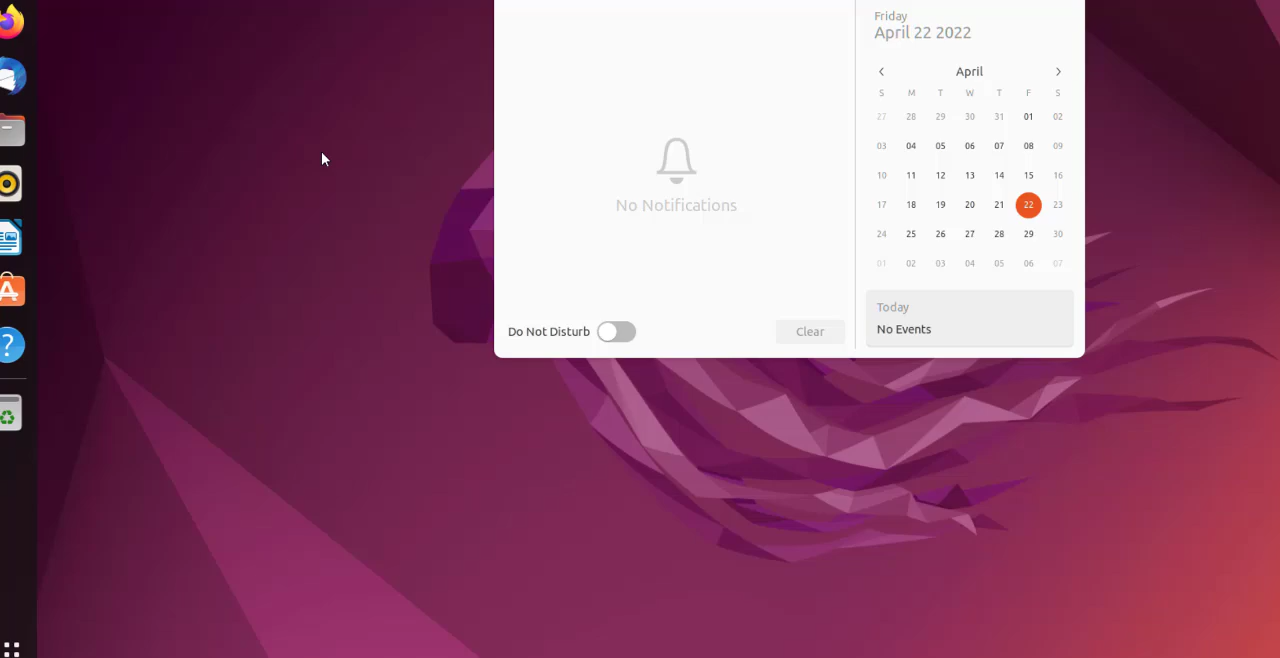 No Notifications
Do Not Disturb
Clear
Friday
April 22 2022
April
S M T W T F S
27 28 29 30 31 01 02
03 04 05 06 07 08 09
10 11 12 13 14 15 16
17 18 19 20 21 22 23
24 25 26 27 28 29 30
01 02 03 04 05 06 07
Today
No Events